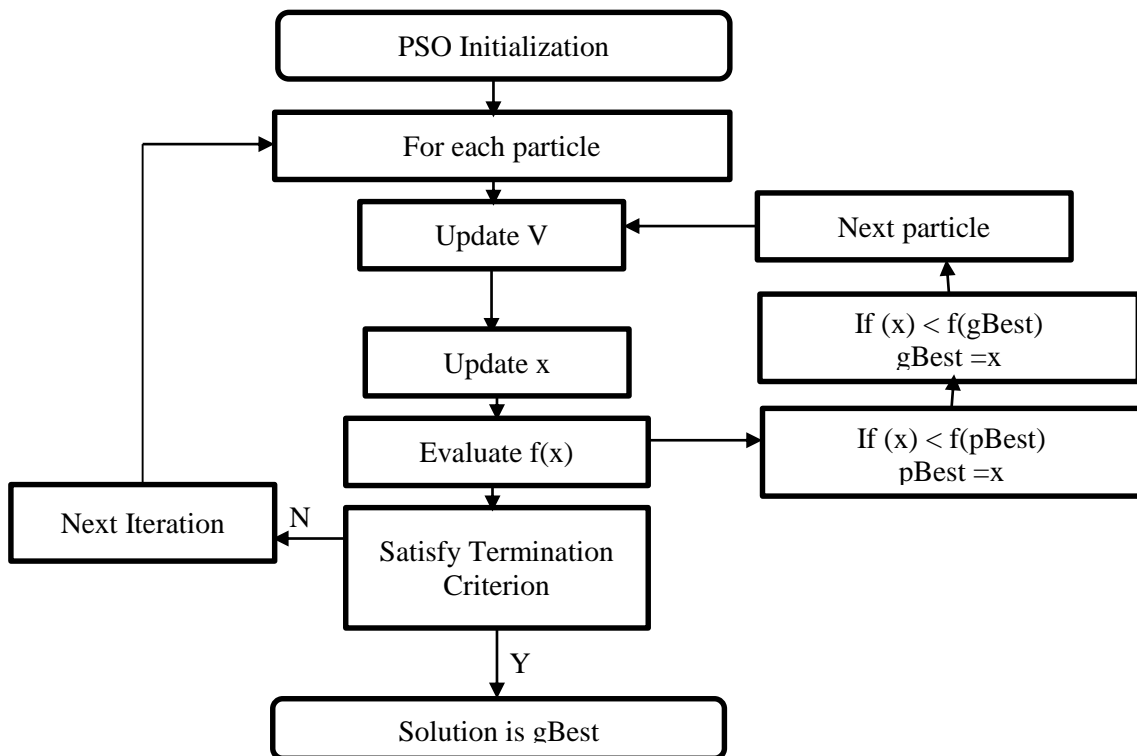 PSO Initialization
For each particle
Update V
Next particle
If (x) < f(gBest)
gBest =x
Update x
If (x) < f(pBest)
pBest =x
Evaluate f(x)
Next Iteration
N
Satisfy Termination
Criterion
Y
Solution is gBest